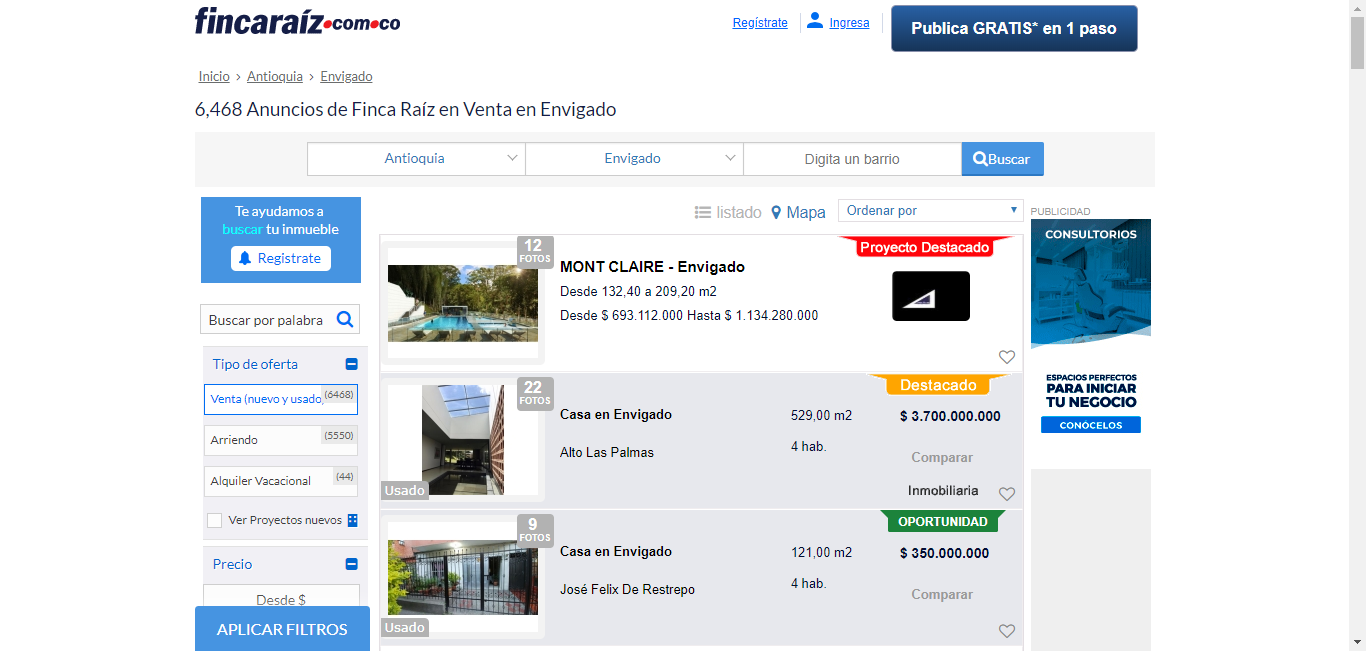 fincaraíz.com.co
Regístrate
Ingresa
Publica GRATIS* en 1 paso
Inicio › Antioquia › Envigado
6,468 Anuncios de Finca Raíz en Venta en Envigado
Antioquia
Envigado
Digita un barrio
Buscar
Te ayudamos a
buscar tu inmueble
Registrate
listado
Mapa
Ordenar por
PUBLICIDAD
Buscar por palabra
Tipo de oferta
Venta (nuevo y usado) (6468)
Arriendo (5550)
Alquiler Vacacional (44)
Ver Proyectos nuevos
Precio
Desde $
APLICAR FILTROS
12
FOTOS
MONT CLAIRE - Envigado
Desde 132,40 a 209,20 m2
Desde $ 693.112.000 Hasta $ 1.134.280.000
Proyecto Destacado
22
FOTOS
Usado
Casa en Envigado
Alto Las Palmas
529,00 m2
4 hab.
Destacado
$ 3.700.000.000
Comparar
Inmobiliaria
9
FOTOS
Usado
Casa en Envigado
José Felix De Restrepo
121,00 m2
4 hab.
OPORTUNIDAD
$ 350.000.000
Comparar
CONSULTORIOS
ESPACIOS PERFECTOS
PARA INICIAR
TU NEGOCIO
CONÓCELOS